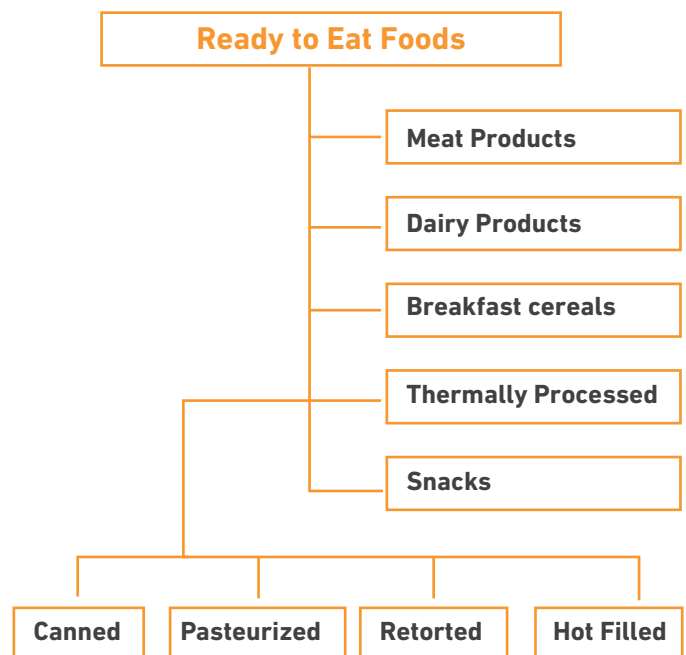 Ready to Eat Foods
Meat Products
Dairy Products
Breakfast cereals
Thermally Processed
Snacks
Canned
Pasteurized
Retorted
Hot Filled